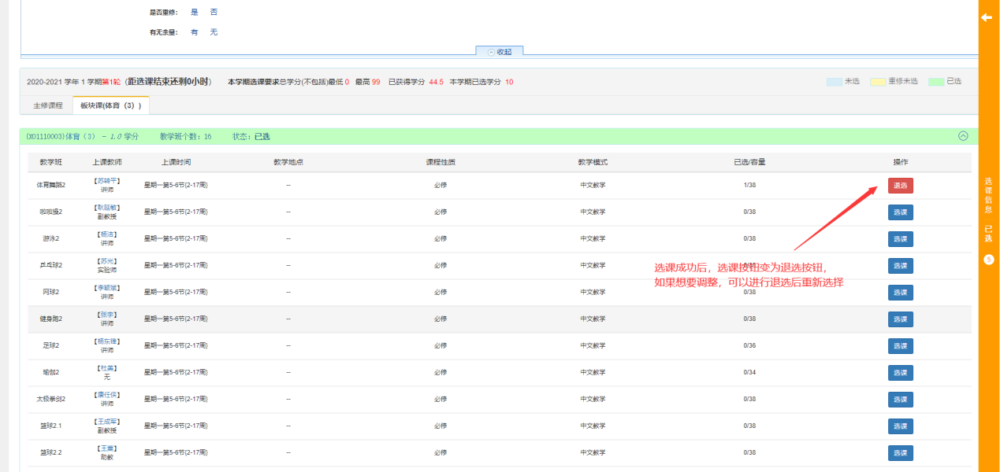 是否重修： 是 否
有无余量： 有 无
收起
2020-2021 学年 1 学期第1轮（距选课结束还剩0小时） 本学期选课要求总学分(不包括)最低 0 最高 99 已获得学分 44.5 本学期已选学分 10 未选 重修未选 已选
主修课程 板块课(体育（3）)
(X01110003)体育（3） - 1.0 学分 教学班个数：16 状态：已选
教学班 上课教师 上课时间 教学地点 课程性质 教学模式 已选/容量 操作
体育舞蹈2 【苏转平】 讲师 星期一第5-6节{2-17周} -- 必修 中文教学 1/38 退选
啦啦操2 【耿延敏】 副教授 星期一第5-6节{2-17周} -- 必修 中文教学 0/38 选课
游泳2 【杨洁】 讲师 星期一第5-6节{2-17周} -- 必修 中文教学 0/38 选课
乒乓球2 【苏光】 实验师 星期一第5-6节{2-17周} -- 必修 中文教学 选课
选课成功后，选课按钮变为退选按钮，
如果想要调整，可以进行退选后重新选择
网球2 【李颖斌】 讲师 星期一第5-6节{2-17周} -- 必修 中文教学 0/38 选课
健身跑2 【张宇】 讲师 星期一第5-6节{2-17周} -- 必修 中文教学 0/38 选课
足球2 【杨东锋】 讲师 星期一第5-6节{2-17周} -- 必修 中文教学 0/36 选课
瑜伽2 【杜美】 无 星期一第5-6节{2-17周} -- 必修 中文教学 0/34 选课
太极拳剑2 【康任侠】 讲师 星期一第5-6节{2-17周} -- 必修 中文教学 0/38 选课
篮球2.1 【王成军】 副教授 星期一第5-6节{2-17周} -- 必修 中文教学 0/38 选课
篮球2.2 助教 星期一第5-6节{2-17周} -- 必修 中文教学 0/38 选课
选课信息 已选 5